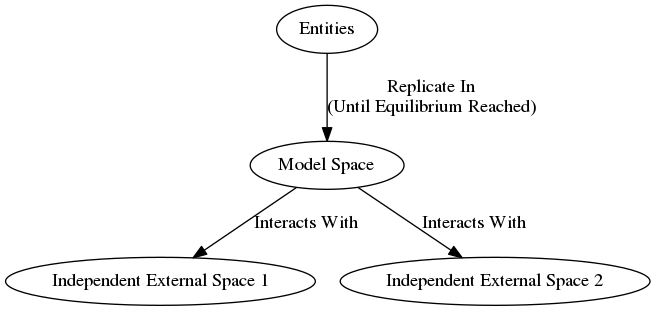 Entities
Replicate In
(Until Equilibrium Reached)
Model Space
Interacts With
Interacts With
Independent External Space 1
Independent External Space 2